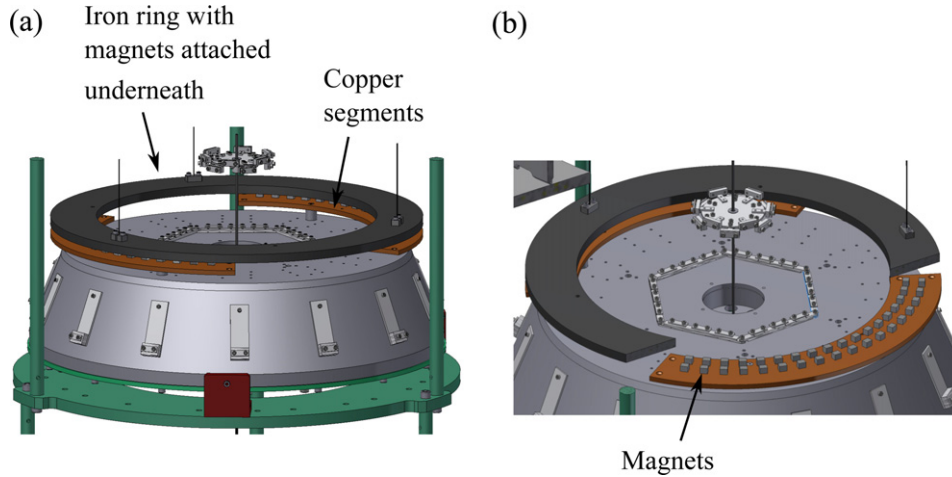 (a)
Iron ring with
magnets attached
underneath
Copper
segments
(b)
Magnets